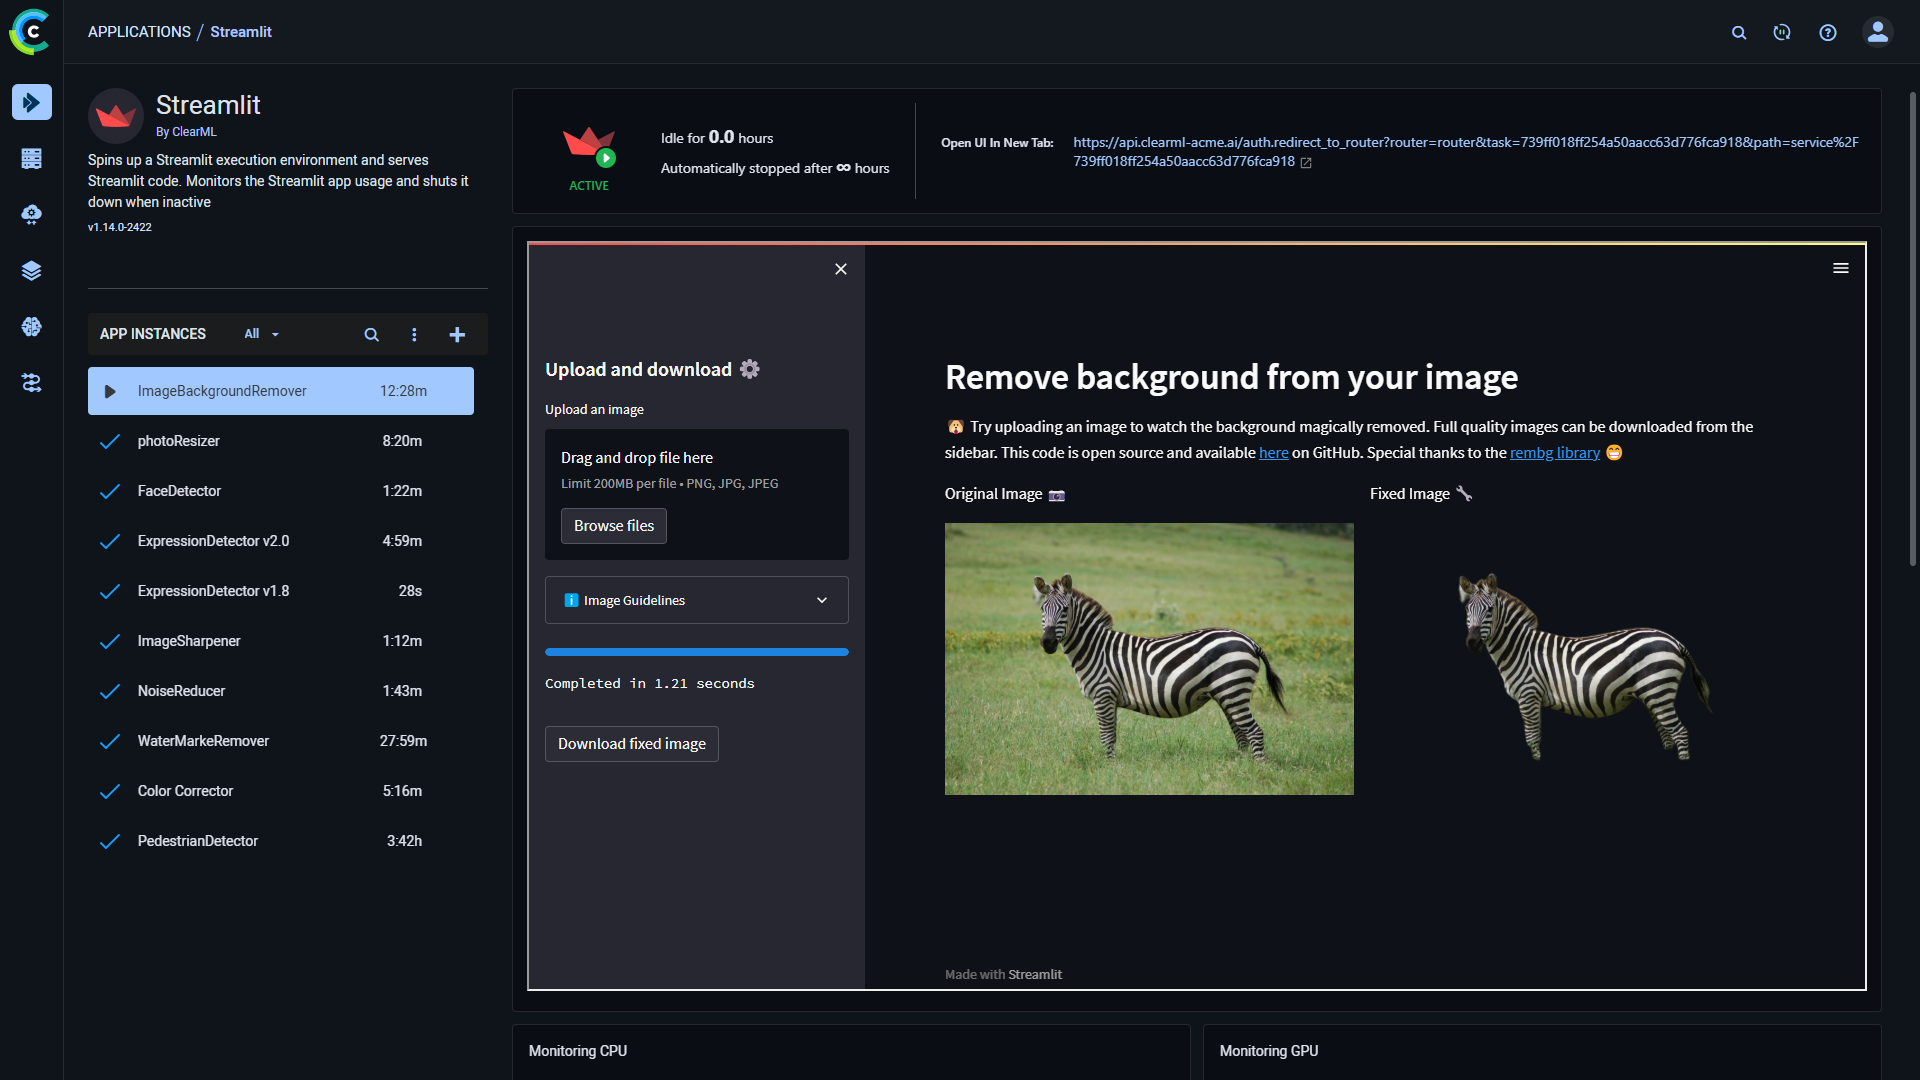 APPLICATIONS / Streamlit
Streamlit
By ClearML
Spins up a Streamlit execution environment and serves
Streamlit code. Monitors the Streamlit app usage and shuts it
down when inactive
v1.14.0-2422
APP INSTANCES All
ImageBackgroundRemover 12:28m
photoResizer 8:20m
FaceDetector 1:22m
ExpressionDetector v2.0 4:59m
ExpressionDetector v1.8 28s
ImageSharpener 1:12m
NoiseReducer 1:43m
WaterMarkeRemover 27:59m
Color Corrector 5:16m
PedestrianDetector 3:42h
ACTIVE
Idle for 0.0 hours
Automatically stopped after ∞ hours
Open UI In New Tab: https://api.clearml-acme.ai/auth.redirect_to_router?router=router&task=739ff018ff254a50aacc63d776fca918&path=service%2F
739ff018ff254a50aacc63d776fca918
Upload and download
Upload an image
Drag and drop file here
Limit 200MB per file • PNG, JPG, JPEG
Browse files
Image Guidelines
Completed in 1.21 seconds
Download fixed image
Remove background from your image
Try uploading an image to watch the background magically removed. Full quality images can be downloaded from the
sidebar. This code is open source and available here on GitHub. Special thanks to the rembg library
Original Image
Fixed Image
Made with Streamlit
Monitoring CPU
Monitoring GPU